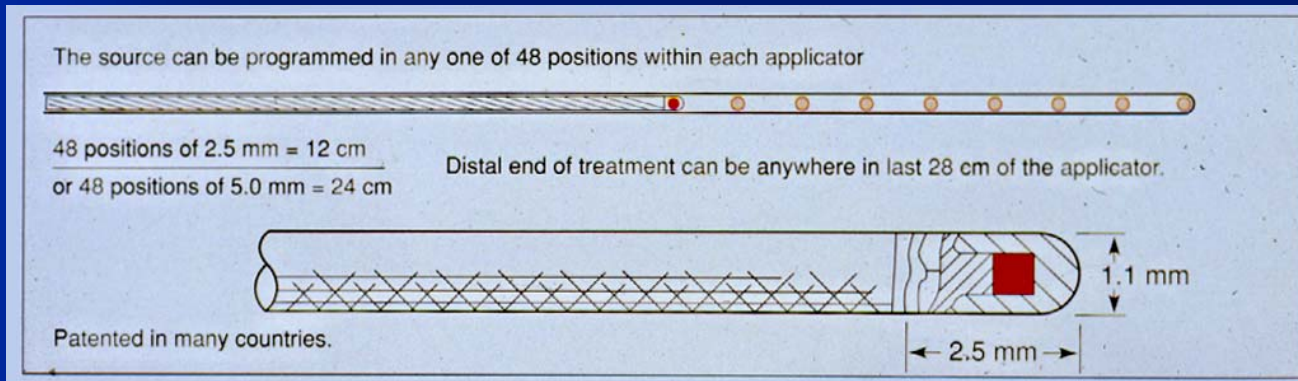 The source can be programmed in any one of 48 positions within each applicator
48 positions of 2.5 mm = 12 cm
or 48 positions of 5.0 mm = 24 cm
Distal end of treatment can be anywhere in last 28 cm of the applicator.
1.1 mm
Patented in many countries.
2.5 mm